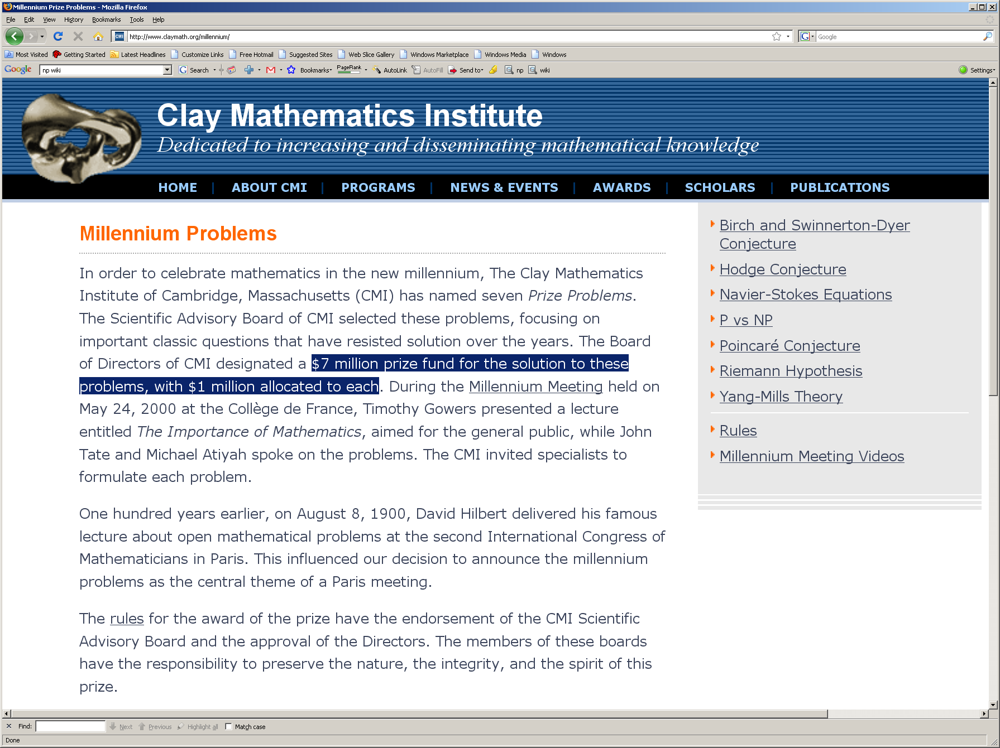 Millennium Prize Problems - Mozilla Firefox
File Edit View History Bookmarks Tools Help
CMI http://www.claymath.org/millennium/ G Google
Most Visited Getting Started Latest Headlines Customize Links Free Hotmail Suggested Sites Web Slice Gallery Windows Marketplace Windows Media Windows
Google np wiki G Search Bookmarks PageRank AutoLink AutoFill Send to np wiki Settings
Clay Mathematics Institute
Dedicated to increasing and disseminating mathematical knowledge
HOME | ABOUT CMI | PROGRAMS | NEWS & EVENTS | AWARDS | SCHOLARS | PUBLICATIONS
Millennium Problems
In order to celebrate mathematics in the new millennium, The Clay Mathematics
Institute of Cambridge, Massachusetts (CMI) has named seven Prize Problems.
The Scientific Advisory Board of CMI selected these problems, focusing on
important classic questions that have resisted solution over the years. The Board
of Directors of CMI designated a $7 million prize fund for the solution to these
problems, with $1 million allocated to each. During the Millennium Meeting held on
May 24, 2000 at the Collège de France, Timothy Gowers presented a lecture
entitled The Importance of Mathematics, aimed for the general public, while John
Tate and Michael Atiyah spoke on the problems. The CMI invited specialists to
formulate each problem.
One hundred years earlier, on August 8, 1900, David Hilbert delivered his famous
lecture about open mathematical problems at the second International Congress of
Mathematicians in Paris. This influenced our decision to announce the millennium
problems as the central theme of a Paris meeting.
The rules for the award of the prize have the endorsement of the CMI Scientific
Advisory Board and the approval of the Directors. The members of these boards
have the responsibility to preserve the nature, the integrity, and the spirit of this
prize.
Birch and Swinnerton-Dyer
Conjecture
Hodge Conjecture
Navier-Stokes Equations
P vs NP
Poincaré Conjecture
Riemann Hypothesis
Yang-Mills Theory
Rules
Millennium Meeting Videos
Find: Next Previous Highlight all Match case
Done